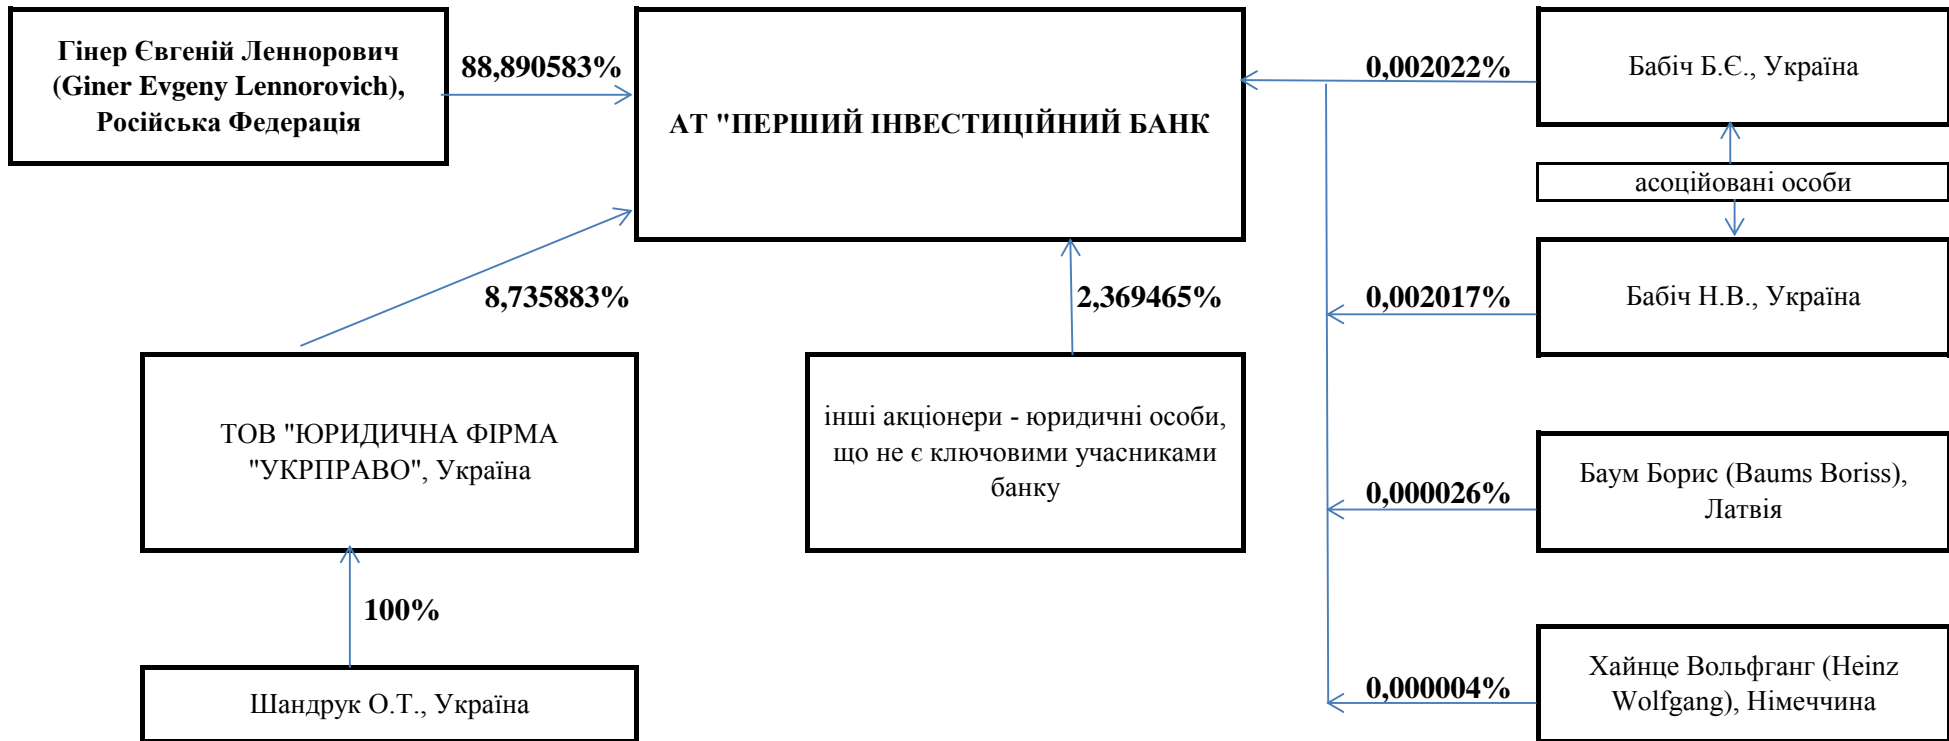 Гінер Євгеній Леннорович
(Giner Evgeny Lennorovich),
Російська Федерація
88,890583%
АТ "ПЕРШИЙ ІНВЕСТИЦІЙНИЙ БАНК
0,002022%
Бабіч Б.Є., Україна
асоційовані особи
8,735883%
2,369465%
0,002017%
Бабіч Н.В., Україна
ТОВ "ЮРИДИЧНА ФІРМА
"УКРПРАВО", Україна
інші акціонери - юридичні особи,
що не є ключовими учасниками
банку
0,000026%
Баум Борис (Baums Boriss),
Латвія
100%
Шандрук О.Т., Україна
0,000004%
Хайнце Вольфганг (Heinz
Wolfgang), Німеччина